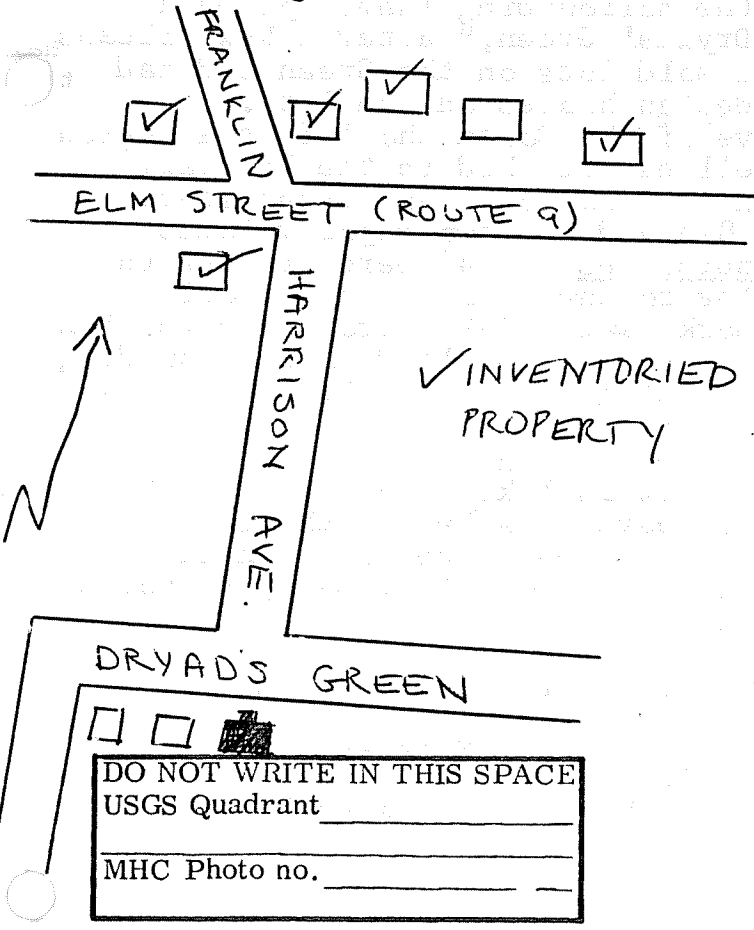 FRANKLIN
ELM STREET (ROUTE 9)
HARRISON AVE.
✓ INVENTORIED
PROPERTY
N
DRYAD'S GREEN
DO NOT WRITE IN THIS SPACE
USGS Quadrant
MHC Photo no.